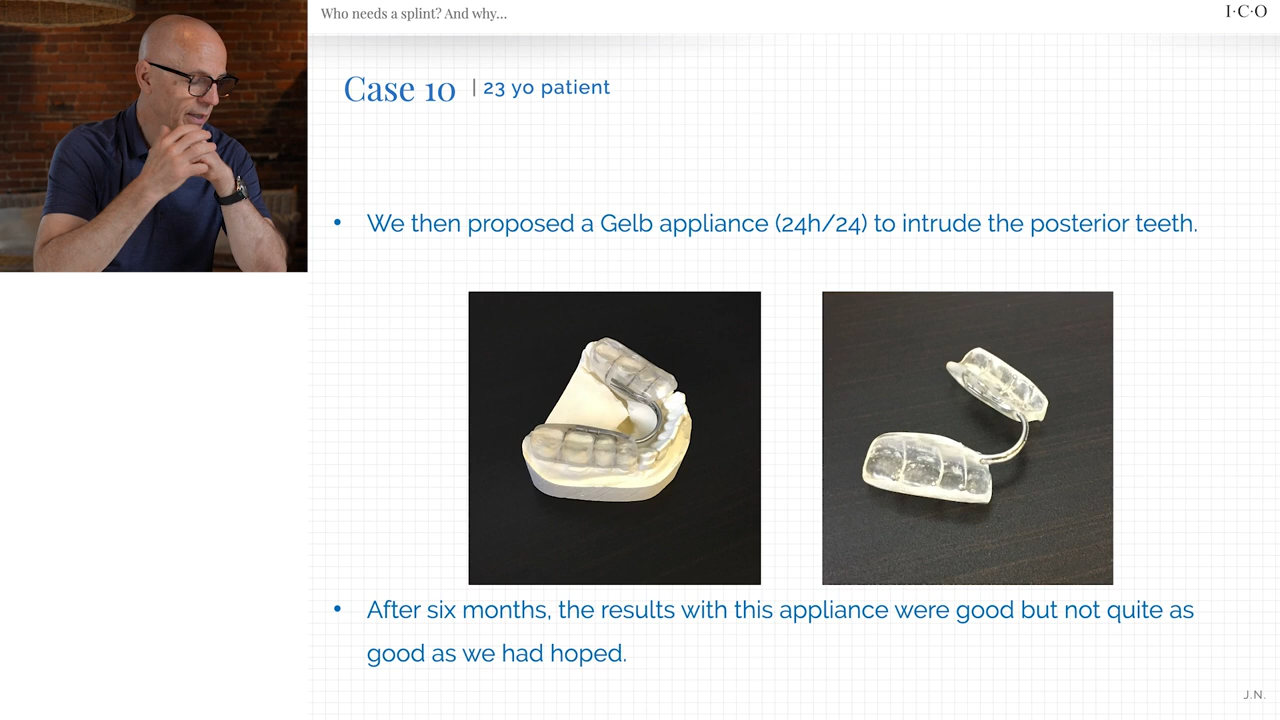 Who needs a splint? And why...
I·C·O
Case 10 | 23 yo patient
• We then proposed a Gelb appliance (24h/24) to intrude the posterior teeth.
• After six months, the results with this appliance were good but not quite as
good as we had hoped.
J.N.